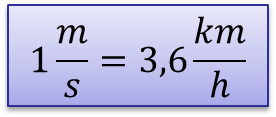 1 m/s = 3,6 km/h